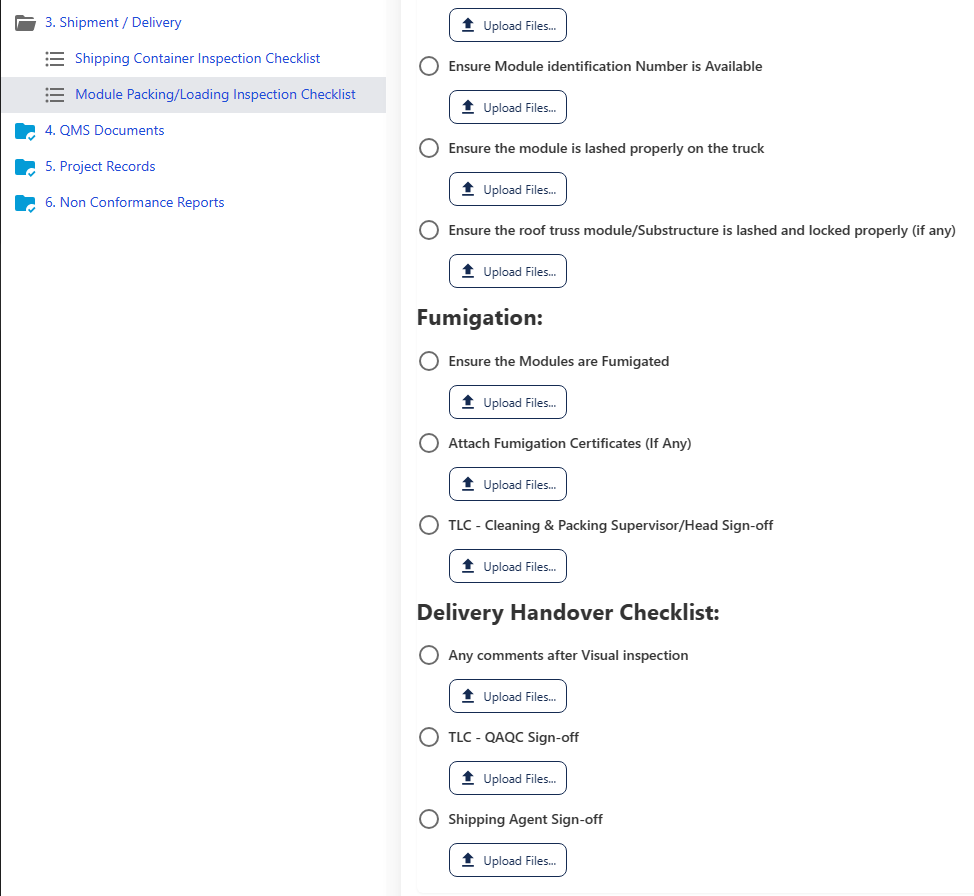 3. Shipment / Delivery
Shipping Container Inspection Checklist
Module Packing/Loading Inspection Checklist
4. QMS Documents
5. Project Records
6. Non Conformance Reports
Upload Files...
Ensure Module identification Number is Available
Upload Files...
Ensure the module is lashed properly on the truck
Upload Files...
Ensure the roof truss module/Substructure is lashed and locked properly (if any)
Upload Files...
Fumigation:
Ensure the Modules are Fumigated
Upload Files...
Attach Fumigation Certificates (If Any)
Upload Files...
TLC - Cleaning & Packing Supervisor/Head Sign-off
Upload Files...
Delivery Handover Checklist:
Any comments after Visual inspection
Upload Files...
TLC - QAQC Sign-off
Upload Files...
Shipping Agent Sign-off
Upload Files...